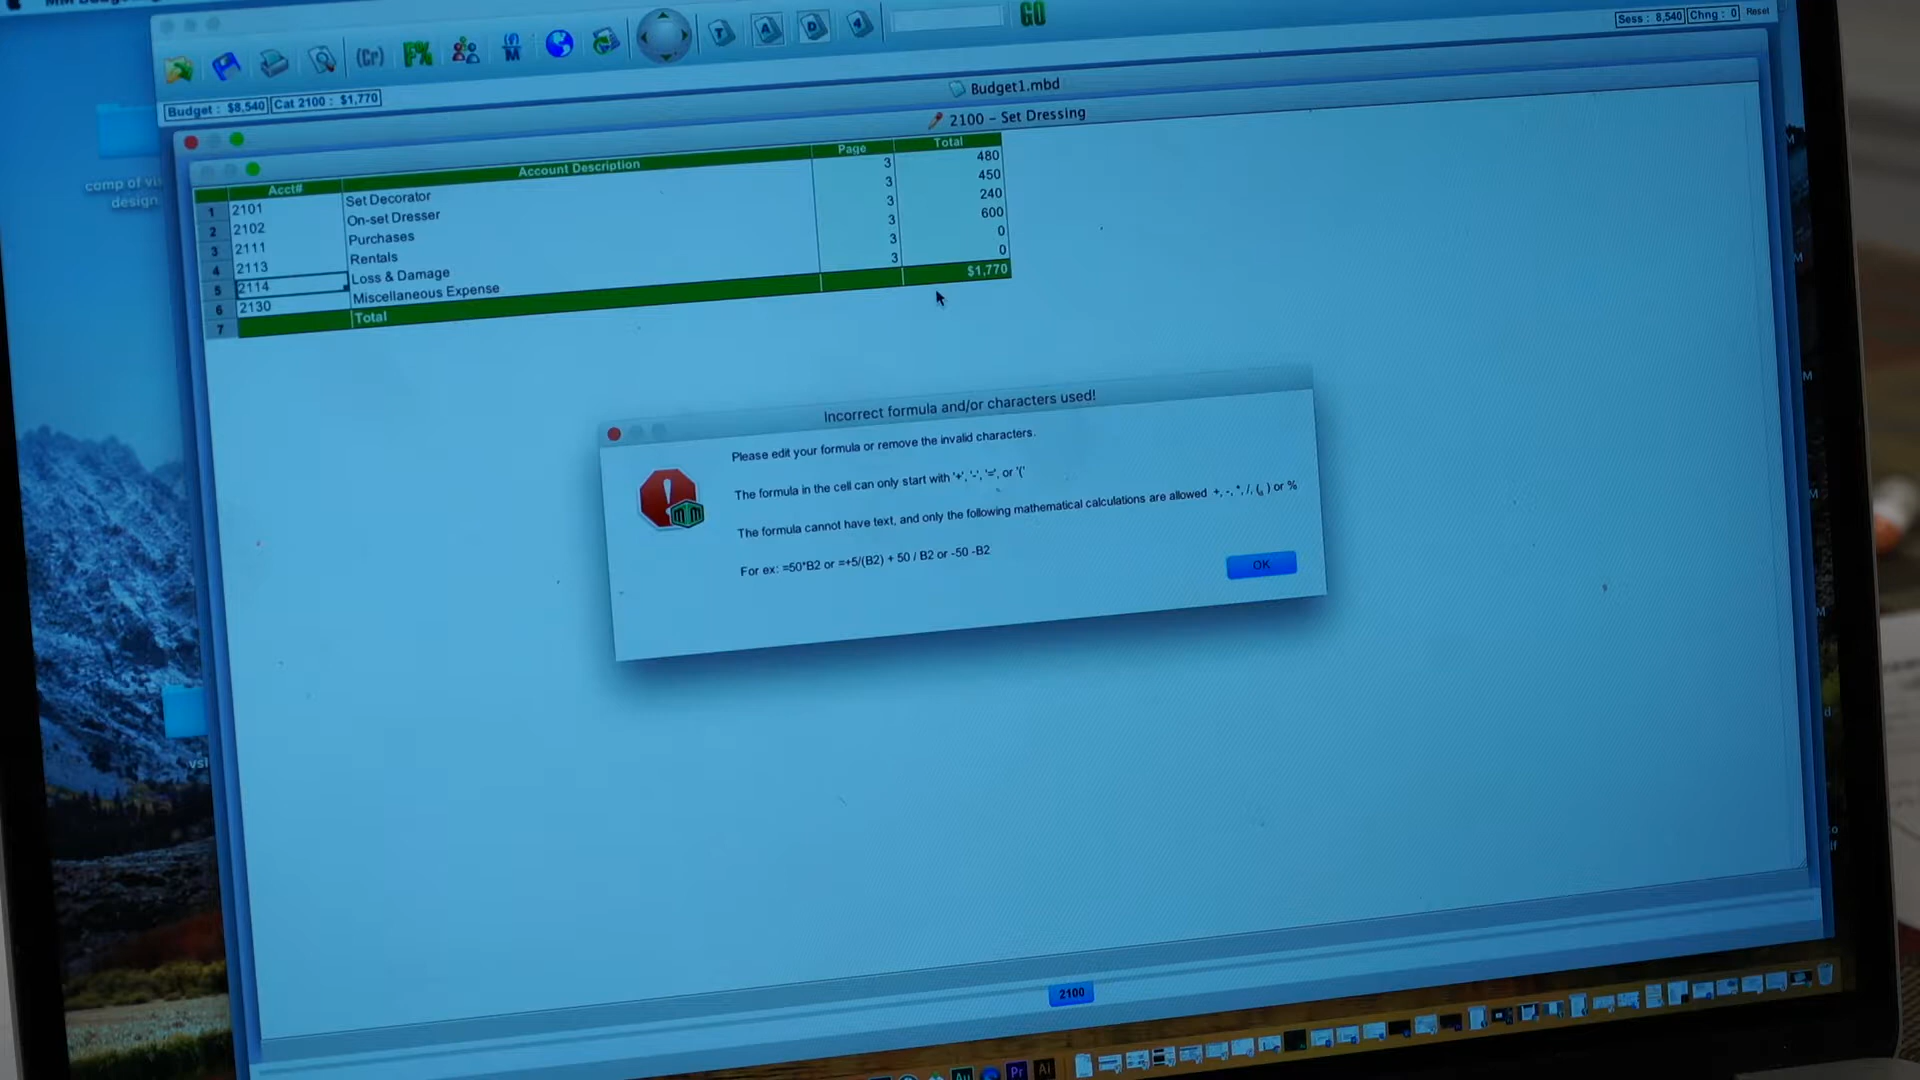 Sess : 8,540 Chng : 0 Reset
(Cr) F% GO
Budget : $8,540 Cat 2100 : $1,770
Budget1.mbd
2100 - Set Dressing
Acct# Account Description Page Total
1 2101 Set Decorator 3 480
2 2102 On-set Dresser 3 450
3 2111 Purchases 3 240
4 2113 Rentals 3 600
5 2114 Loss & Damage 3 0
6 2130 Miscellaneous Expense 3 0
7 Total $1,770
comp of vis
design
Incorrect formula and/or characters used!
Please edit your formula or remove the invalid characters.
The formula in the cell can only start with '+', '-', '=', or '('
The formula cannot have text, and only the following mathematical calculations are allowed +, -, *, /, (, ) or %
For ex: =50*B2 or =+5/(B2) + 50 / B2 or -50 -B2
OK
2100
Au Pr Ai